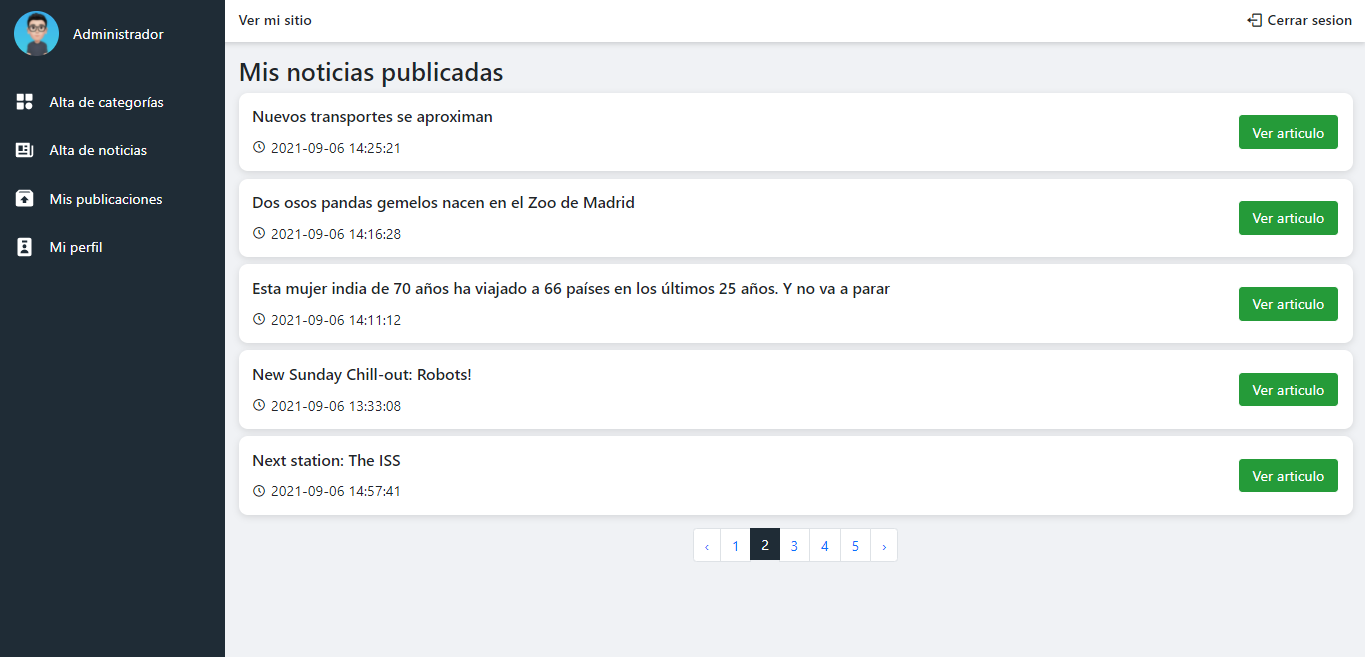 Administrador
Alta de categorías
Alta de noticias
Mis publicaciones
Mi perfil
Ver mi sitio
Cerrar sesion
Mis noticias publicadas
Nuevos transportes se aproximan
2021-09-06 14:25:21
Ver articulo
Dos osos pandas gemelos nacen en el Zoo de Madrid
2021-09-06 14:16:28
Ver articulo
Esta mujer india de 70 años ha viajado a 66 países en los últimos 25 años. Y no va a parar
2021-09-06 14:11:12
Ver articulo
New Sunday Chill-out: Robots!
2021-09-06 13:33:08
Ver articulo
Next station: The ISS
2021-09-06 14:57:41
Ver articulo
‹ 1 2 3 4 5 ›